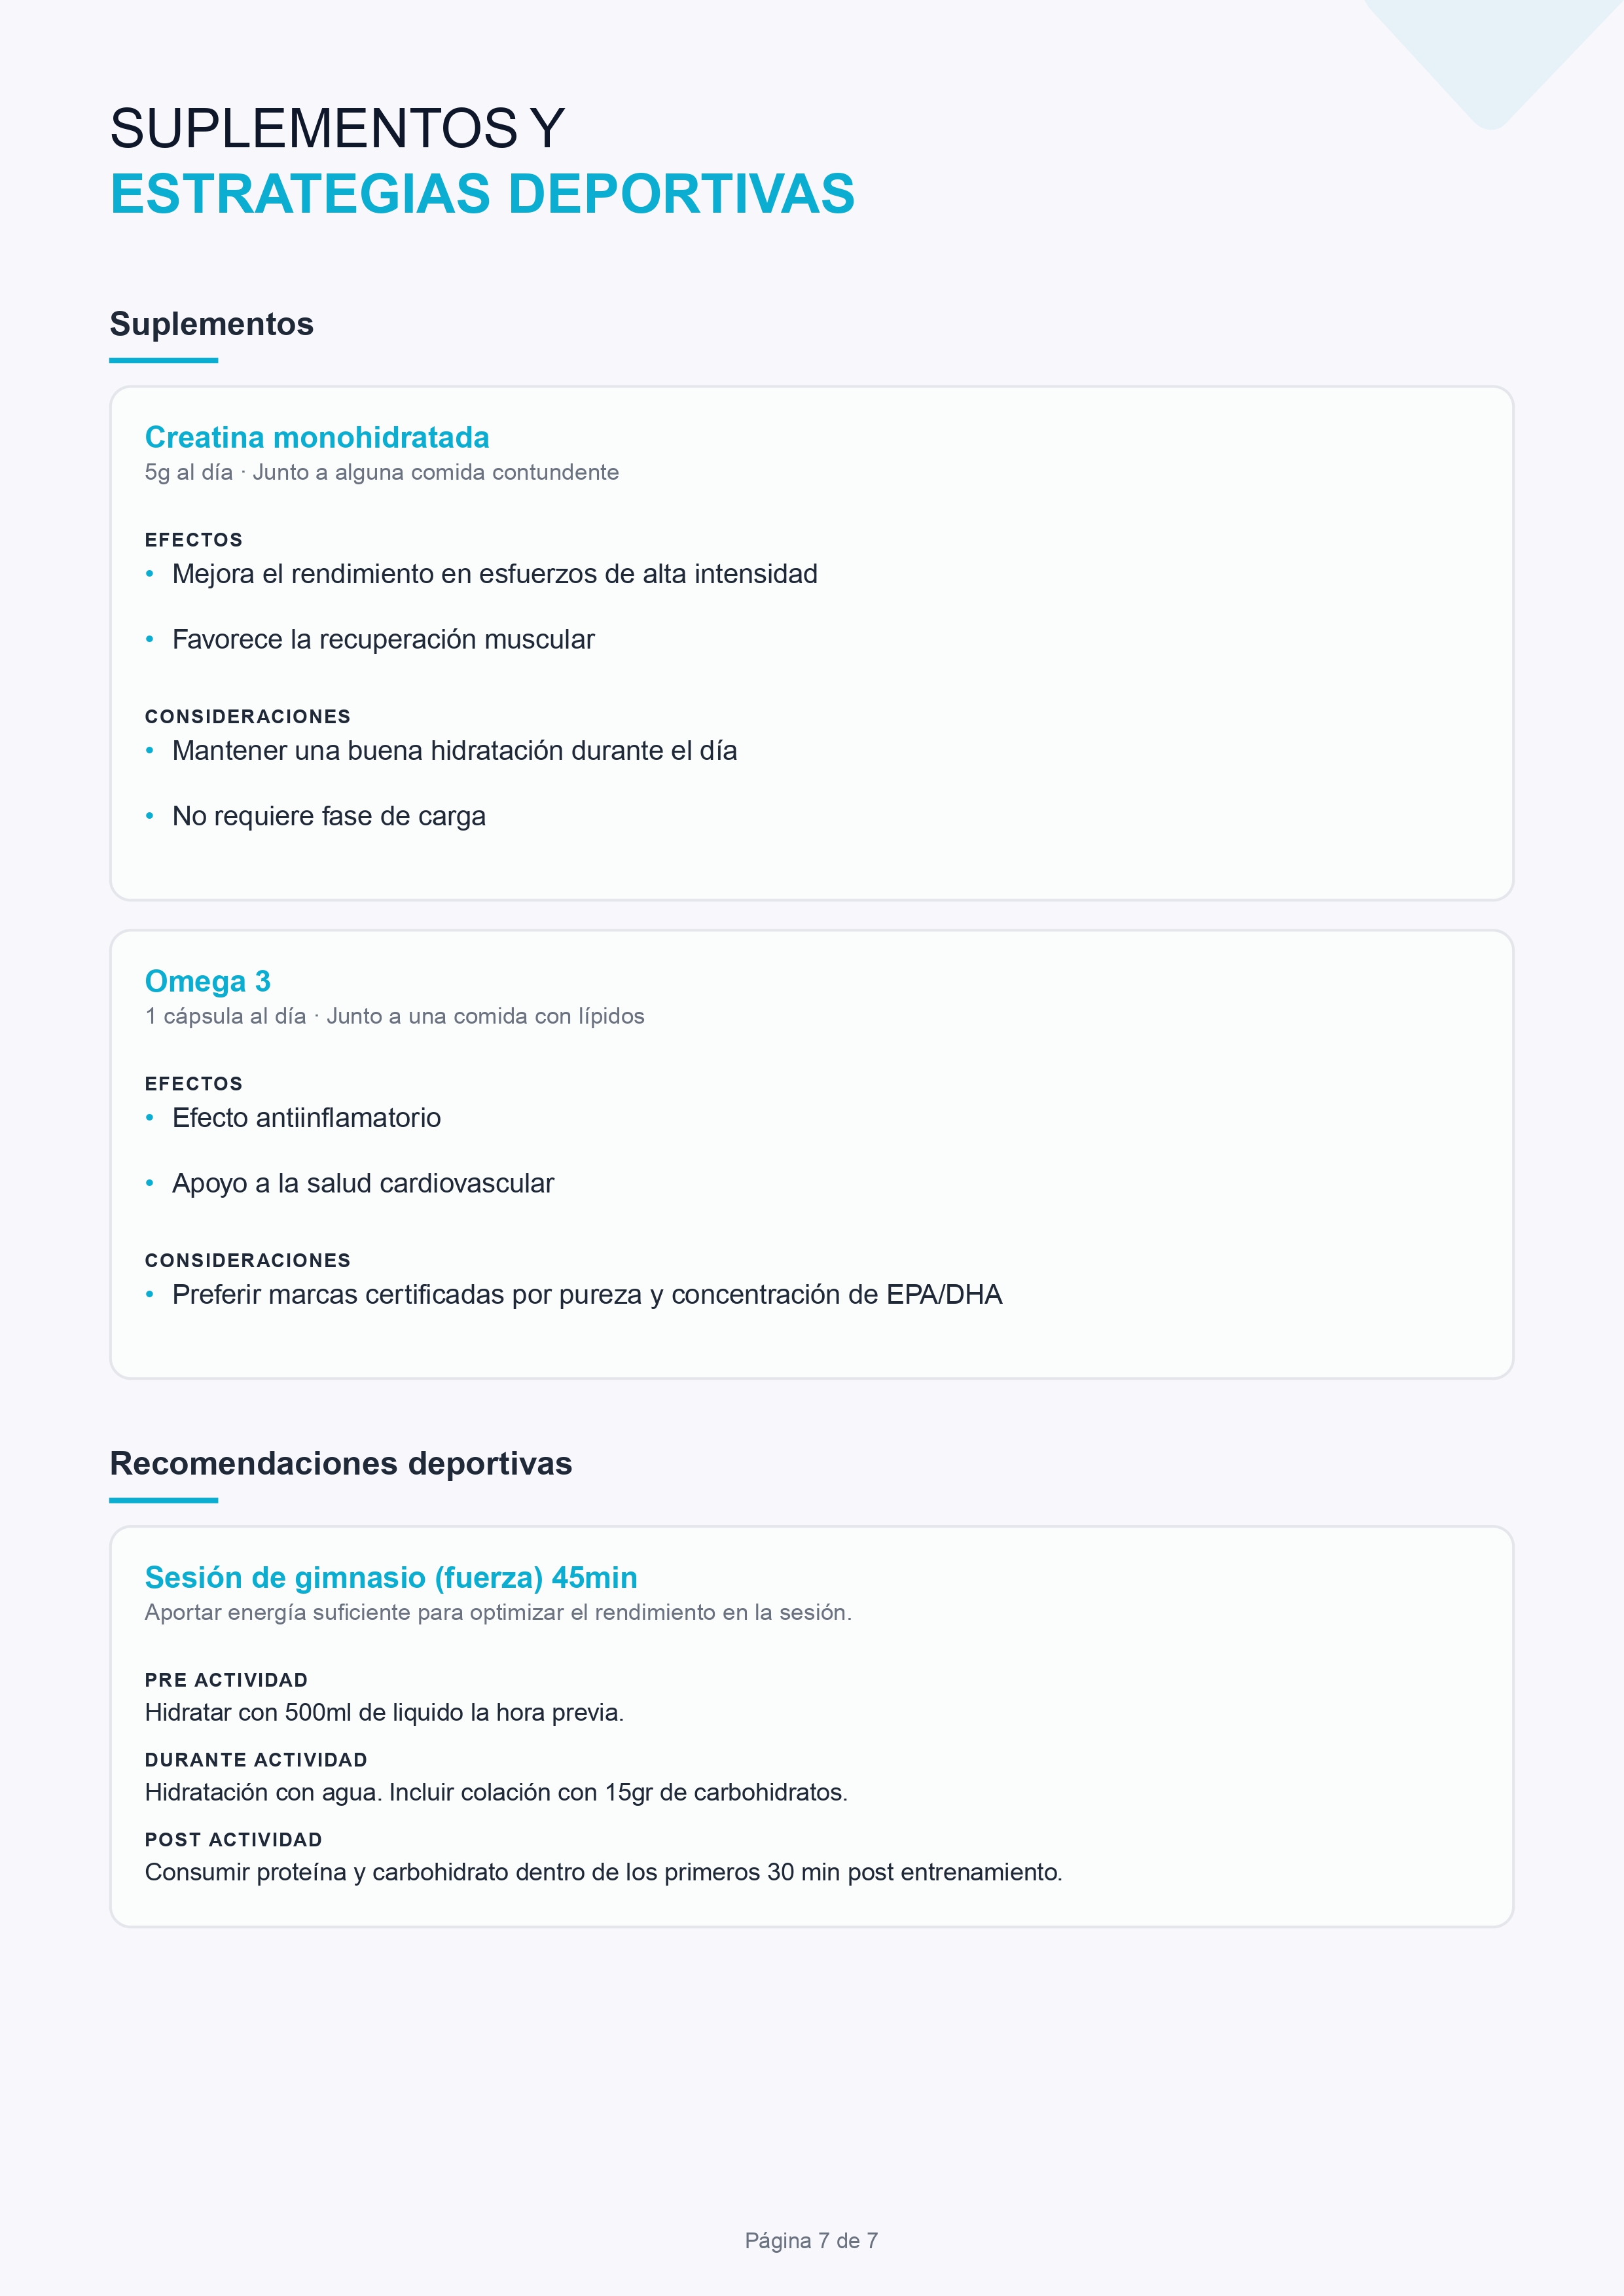 SUPLEMENTOS Y
ESTRATEGIAS DEPORTIVAS
Suplementos
Creatina monohidratada
5g al día · Junto a alguna comida contundente
EFECTOS
• Mejora el rendimiento en esfuerzos de alta intensidad
• Favorece la recuperación muscular
CONSIDERACIONES
• Mantener una buena hidratación durante el día
• No requiere fase de carga
Omega 3
1 cápsula al día · Junto a una comida con lípidos
EFECTOS
• Efecto antiinflamatorio
• Apoyo a la salud cardiovascular
CONSIDERACIONES
• Preferir marcas certificadas por pureza y concentración de EPA/DHA
Recomendaciones deportivas
Sesión de gimnasio (fuerza) 45min
Aportar energía suficiente para optimizar el rendimiento en la sesión.
PRE ACTIVIDAD
Hidratar con 500ml de liquido la hora previa.
DURANTE ACTIVIDAD
Hidratación con agua. Incluir colación con 15gr de carbohidratos.
POST ACTIVIDAD
Consumir proteína y carbohidrato dentro de los primeros 30 min post entrenamiento.
Página 7 de 7